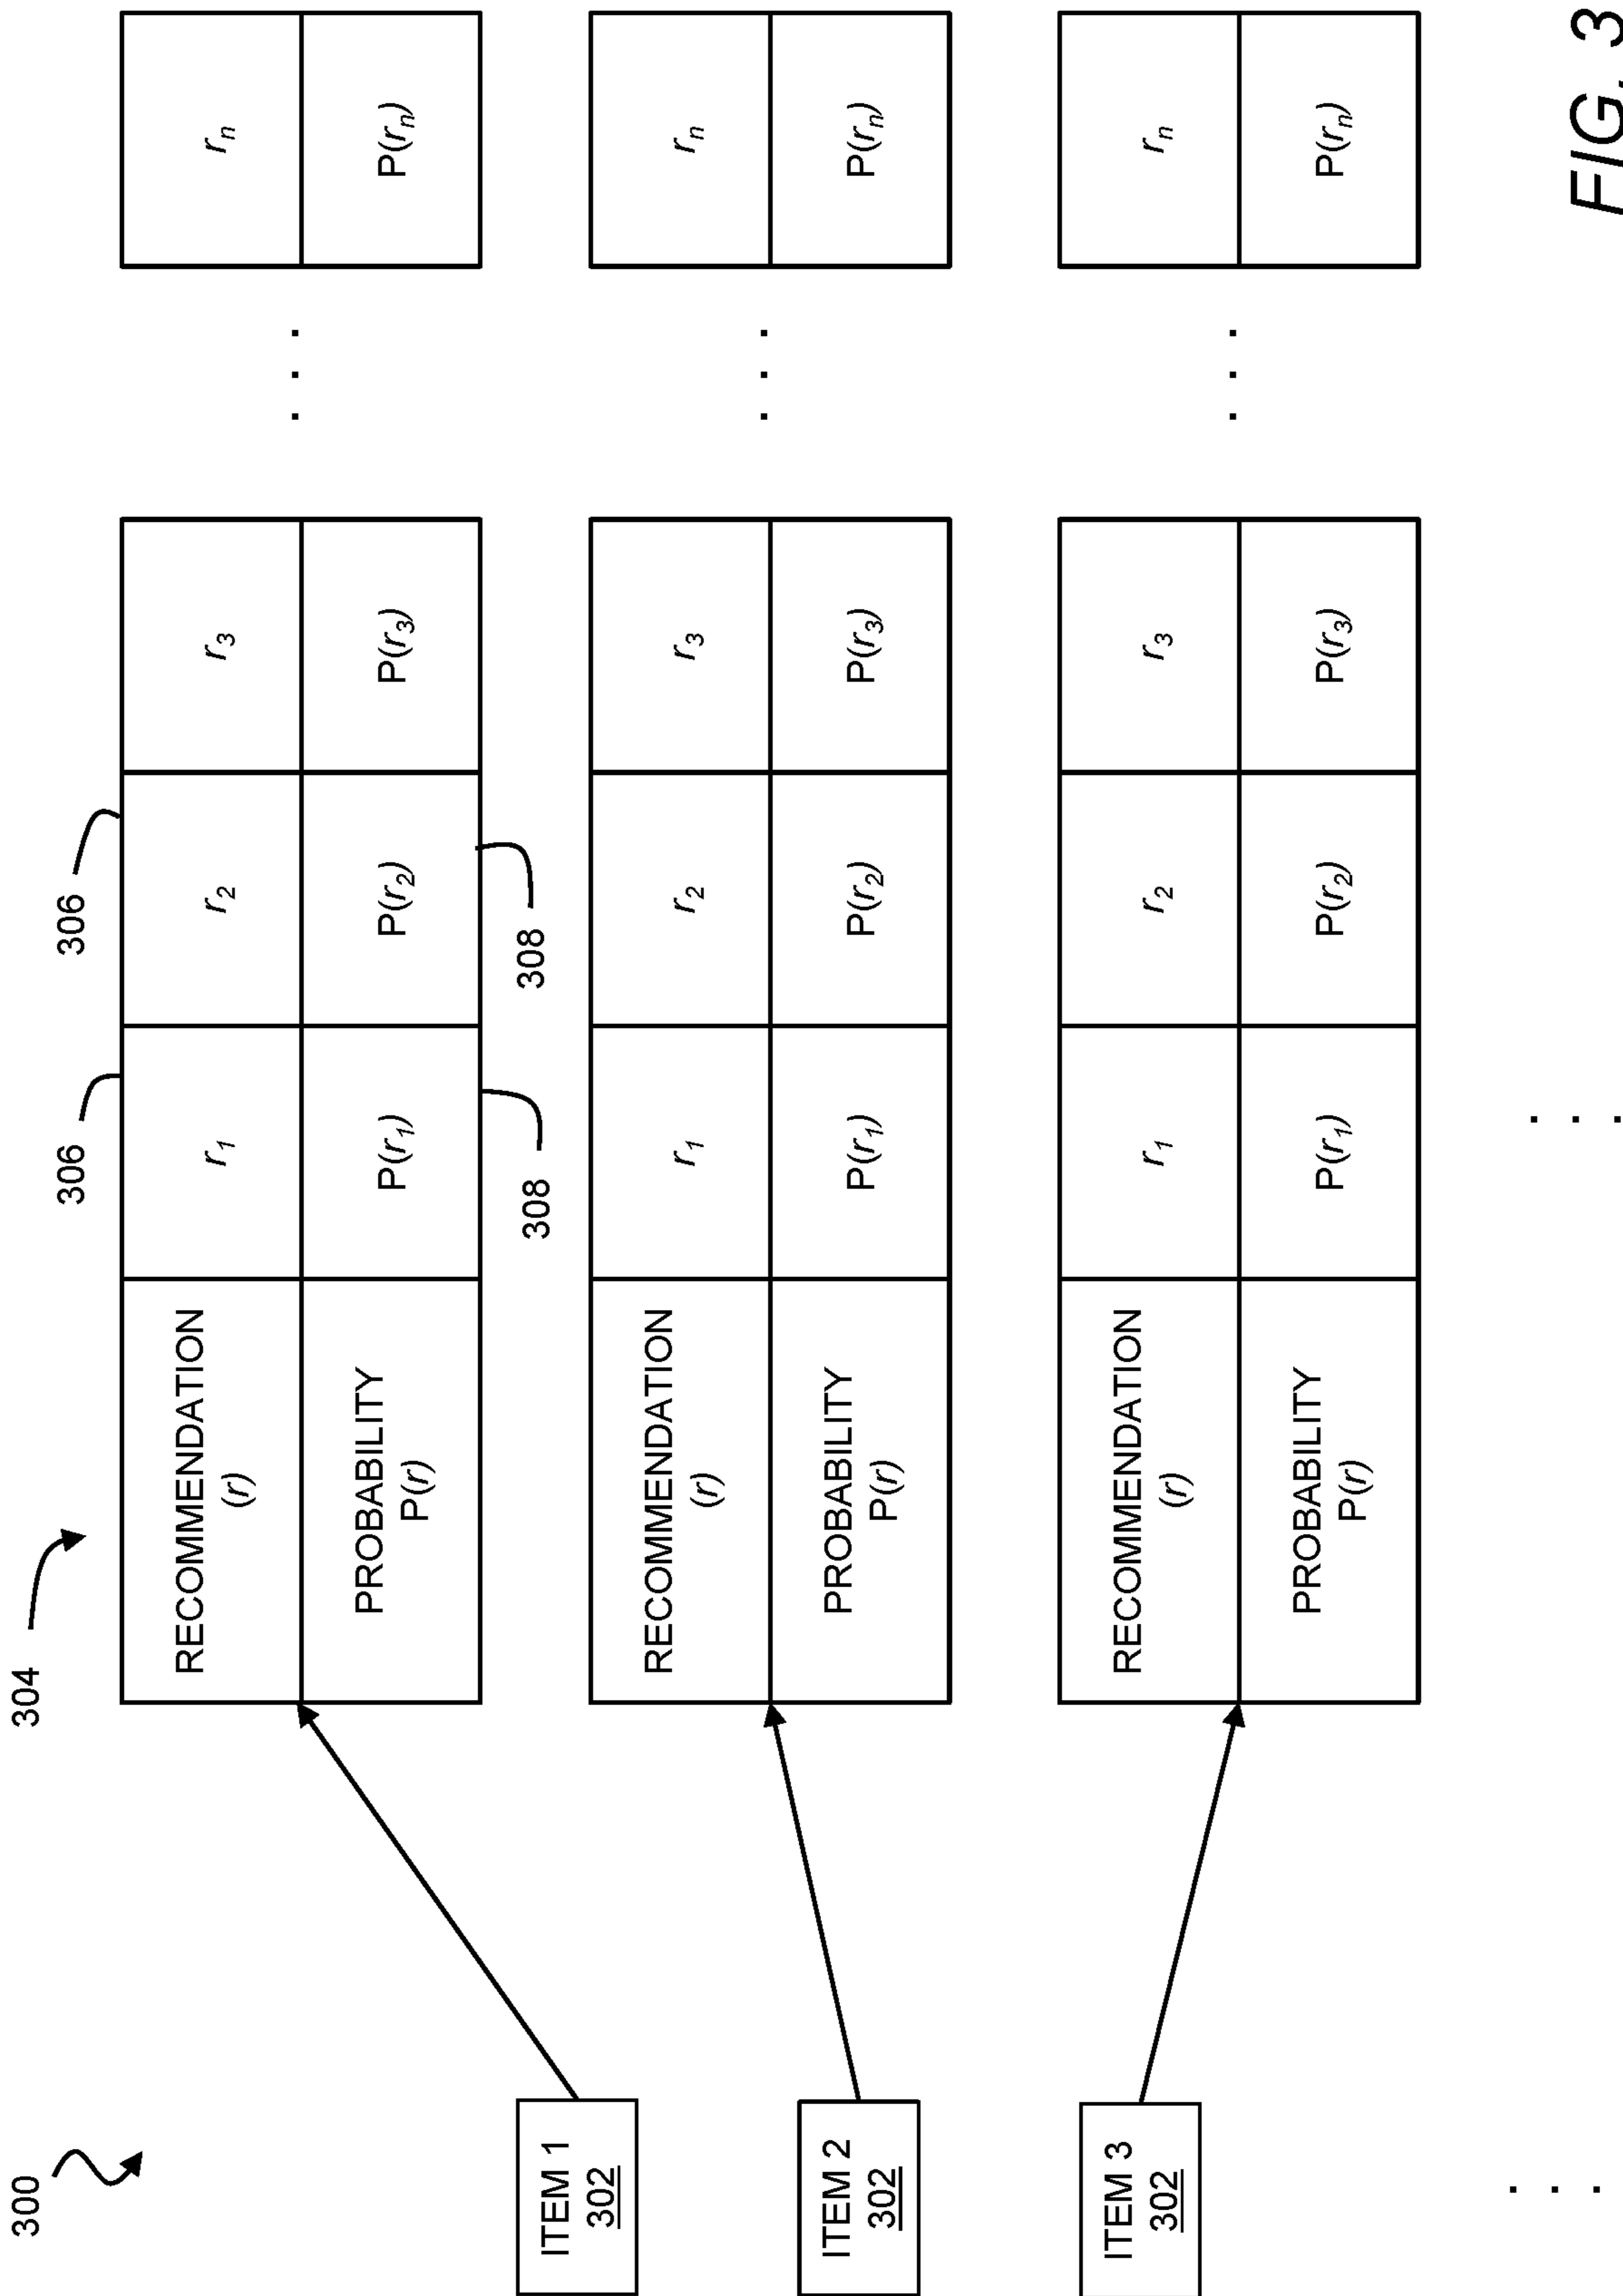 300
304
306
306
RECOMMENDATION
(r)
r1
r2
r3
. . .
rn
PROBABILITY
P(r)
P(r1)
P(r2)
P(r3)
P(rn)
308
308
ITEM 1
302
RECOMMENDATION
(r)
r1
r2
r3
. . .
rn
PROBABILITY
P(r)
P(r1)
P(r2)
P(r3)
P(rn)
ITEM 2
302
RECOMMENDATION
(r)
r1
r2
r3
. . .
rn
PROBABILITY
P(r)
P(r1)
P(r2)
P(r3)
P(rn)
ITEM 3
302
. . .
. . .
FIG. 3